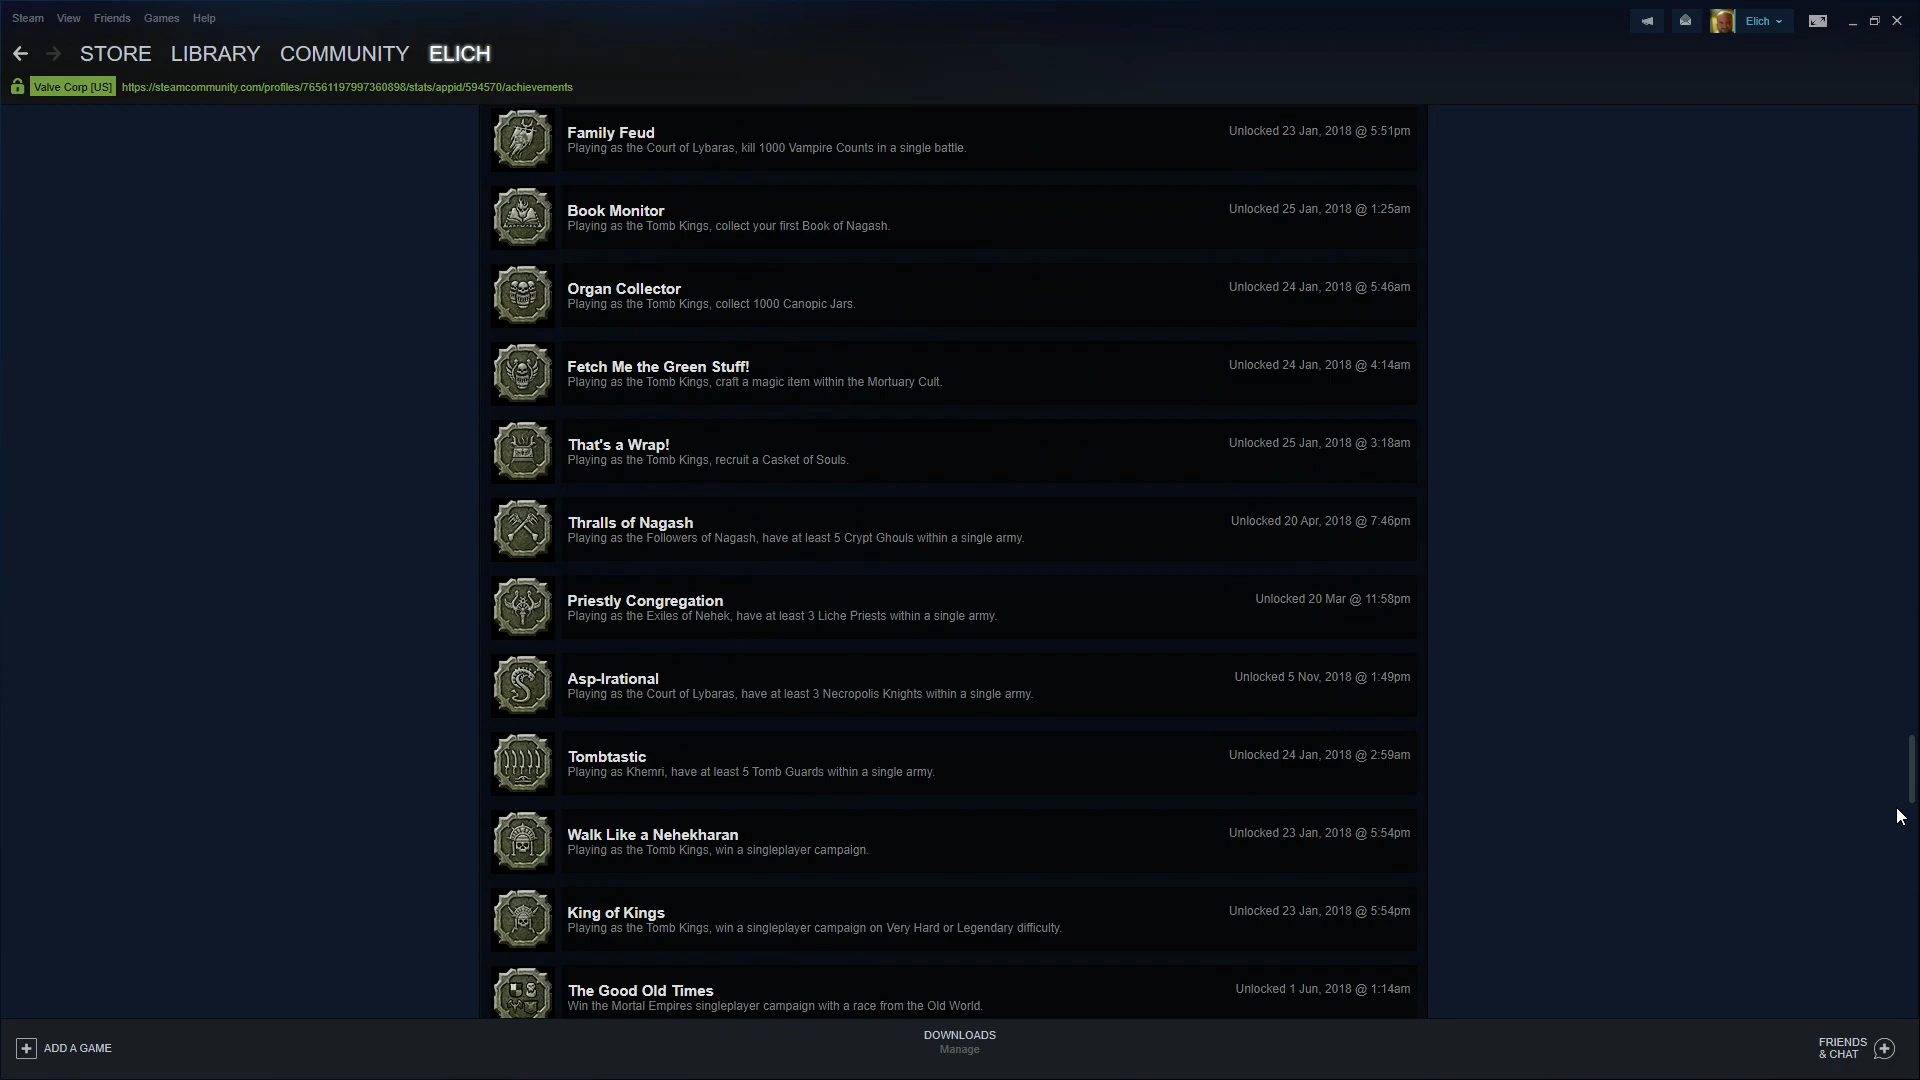 Steam View Friends Games Help
Elich
STORE LIBRARY COMMUNITY ELICH
Valve Corp [US] https://steamcommunity.com/profiles/76561197997360898/stats/appid/594570/achievements
Family Feud
Unlocked 23 Jan, 2018 @ 5:51pm
Playing as the Court of Lybaras, kill 1000 Vampire Counts in a single battle.
Book Monitor
Unlocked 25 Jan, 2018 @ 1:25am
Playing as the Tomb Kings, collect your first Book of Nagash.
Organ Collector
Unlocked 24 Jan, 2018 @ 5:46am
Playing as the Tomb Kings, collect 1000 Canopic Jars.
Fetch Me the Green Stuff!
Unlocked 24 Jan, 2018 @ 4:14am
Playing as the Tomb Kings, craft a magic item within the Mortuary Cult.
That's a Wrap!
Unlocked 25 Jan, 2018 @ 3:18am
Playing as the Tomb Kings, recruit a Casket of Souls.
Thralls of Nagash
Unlocked 20 Apr, 2018 @ 7:46pm
Playing as the Followers of Nagash, have at least 5 Crypt Ghouls within a single army.
Priestly Congregation
Unlocked 20 Mar @ 11:58pm
Playing as the Exiles of Nehek, have at least 3 Liche Priests within a single army.
Asp-Irational
Unlocked 5 Nov, 2018 @ 1:49pm
Playing as the Court of Lybaras, have at least 3 Necropolis Knights within a single army.
Tombtastic
Unlocked 24 Jan, 2018 @ 2:59am
Playing as Khemri, have at least 5 Tomb Guards within a single army.
Walk Like a Nehekharan
Unlocked 23 Jan, 2018 @ 5:54pm
Playing as the Tomb Kings, win a singleplayer campaign.
King of Kings
Unlocked 23 Jan, 2018 @ 5:54pm
Playing as the Tomb Kings, win a singleplayer campaign on Very Hard or Legendary difficulty.
The Good Old Times
Unlocked 1 Jun, 2018 @ 1:14am
Win the Mortal Empires singleplayer campaign with a race from the Old World.
ADD A GAME
DOWNLOADS
Manage
FRIENDS
& CHAT